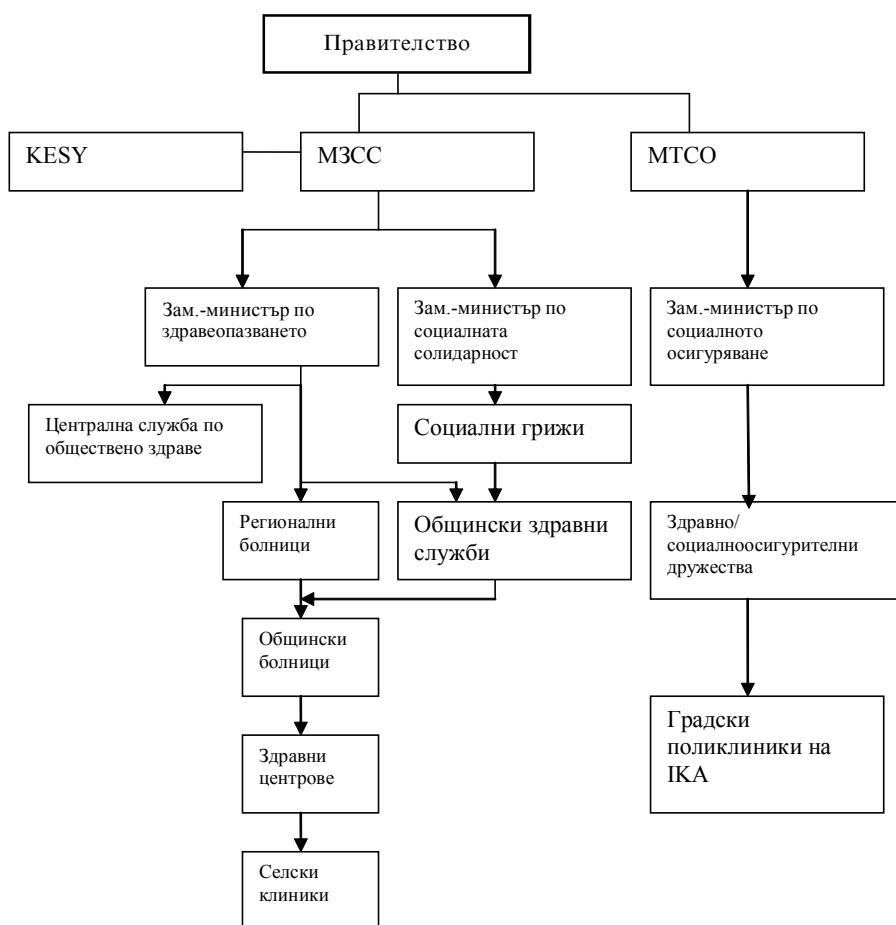 Правителство
KESY
МЗСС
МТСО
Зам.-министър по
здравеопазването
Зам.-министър по
социалната
солидарност
Зам.-министър по
социалното
осигуряване
Централна служба по
обществено здраве
Социални грижи
Регионални
болници
Общински здравни
служби
Здравно/
социалноосигурителни
дружества
Общински
болници
Градски
поликлиники на
IKA
Здравни
центрове
Селски
клиники